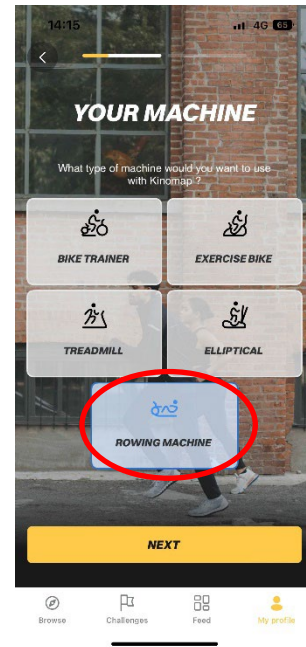 14:15
4G 65
YOUR MACHINE
What type of machine would you want to use
with Kinomap ?
BIKE TRAINER
EXERCISE BIKE
TREADMILL
ELLIPTICAL
ROWING MACHINE
NEXT
Browse
Challenges
Feed
My profile